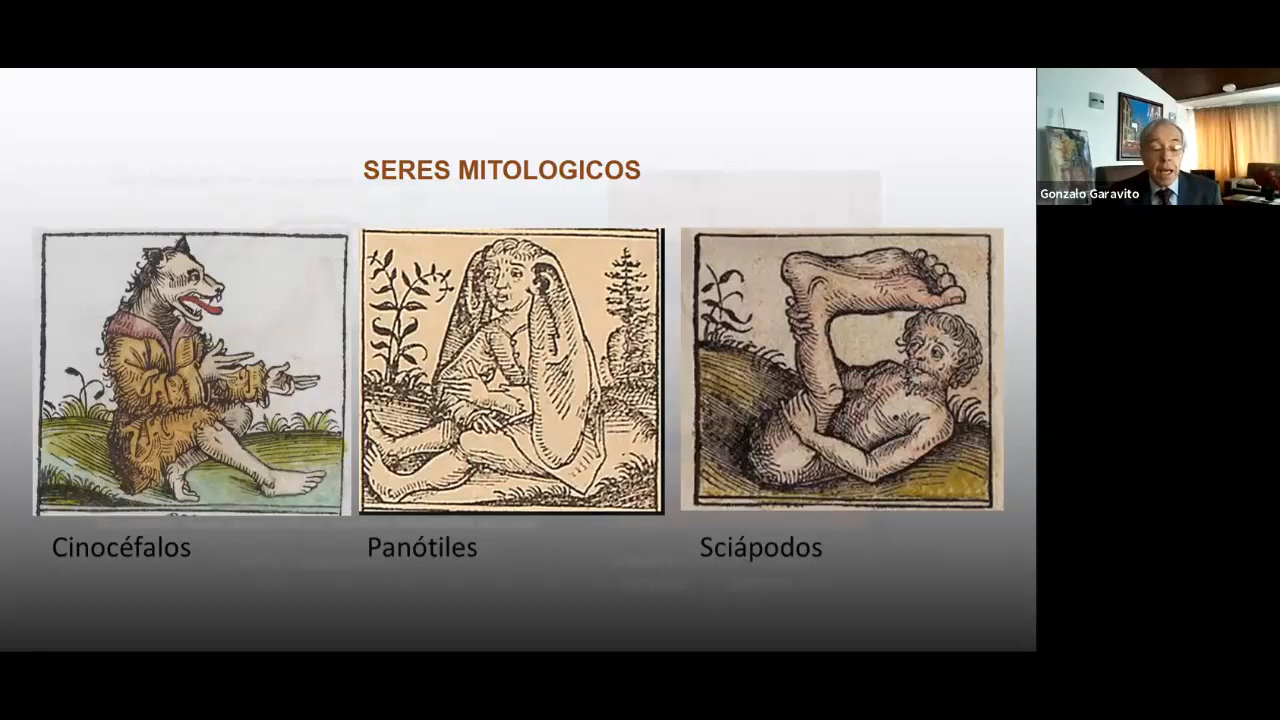 SERES MITOLOGICOS
Gonzalo Garavito
Cinocéfalos
Panótiles
Sciápodos